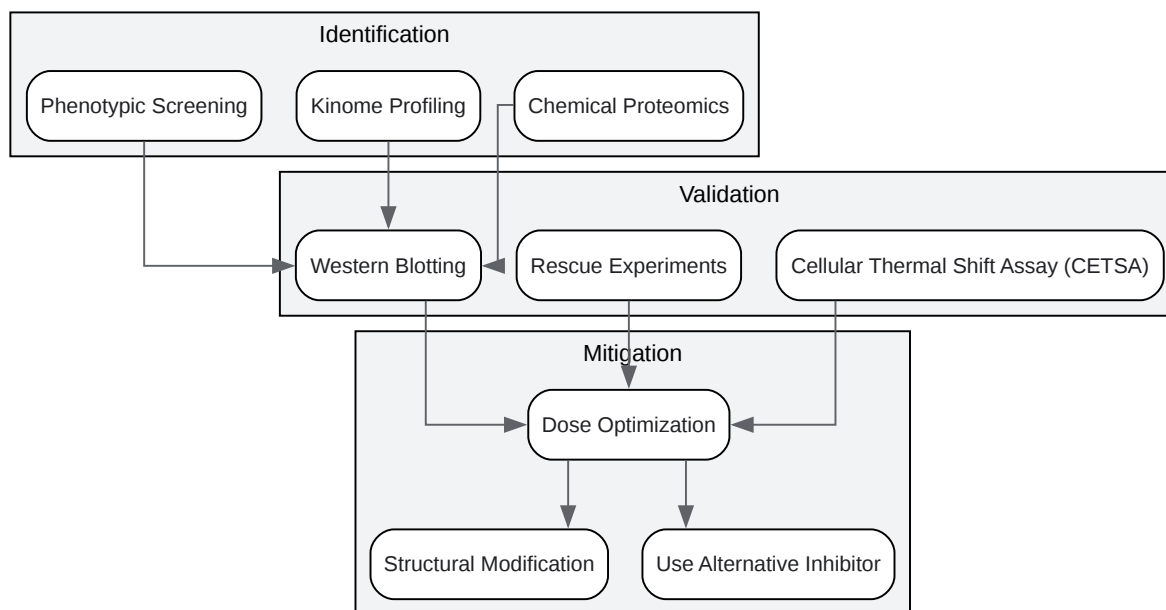 Identification
Phenotypic Screening
Kinome Profiling
Chemical Proteomics
Validation
Western Blotting
Rescue Experiments
Cellular Thermal Shift Assay (CETSA)
Mitigation
Dose Optimization
Structural Modification
Use Alternative Inhibitor